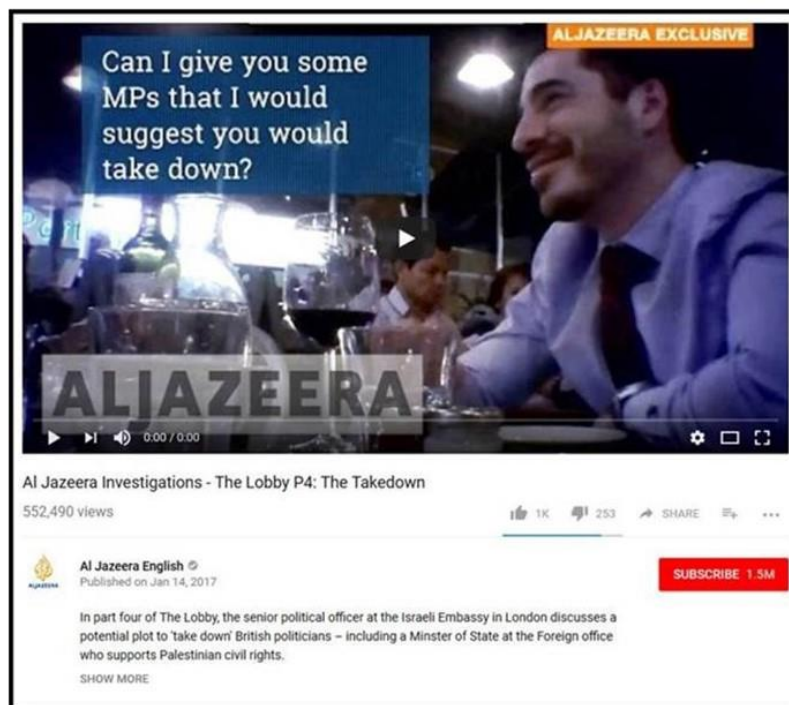 ALJAZEERA EXCLUSIVE
Can I give you some
MPs that I would
suggest you would
take down?
ALJAZEERA
0:00 / 0:00
Al Jazeera Investigations - The Lobby P4: The Takedown
552,490 views
1K
253
SHARE
Al Jazeera English
Published on Jan 14, 2017
SUBSCRIBE 1.5M
ALJAZEERA
In part four of The Lobby, the senior political officer at the Israeli Embassy in London discusses a
potential plot to 'take down' British politicians – including a Minster of State at the Foreign office
who supports Palestinian civil rights.
SHOW MORE